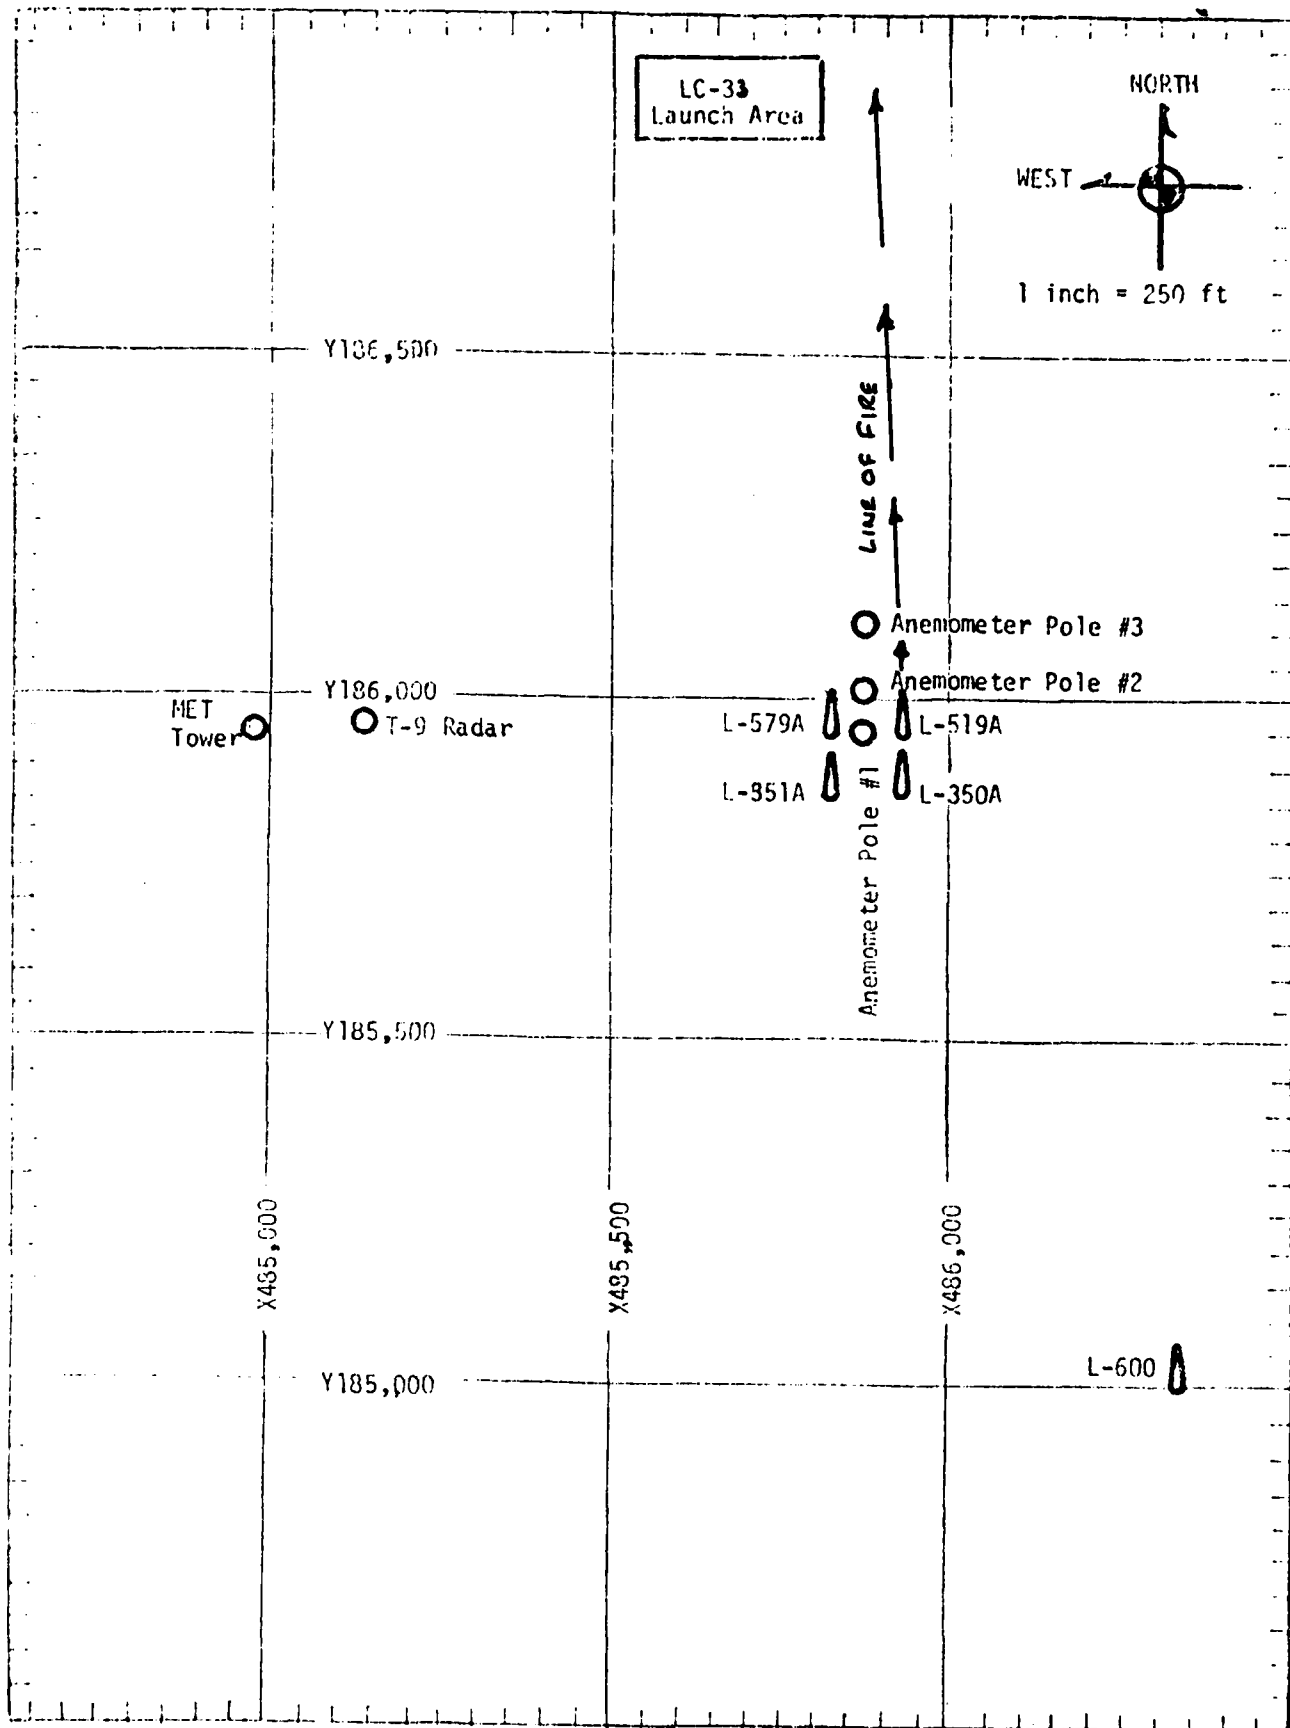 LC-33
Launch Area
NORTH
WEST
1 inch = 250 ft
Y186,500
LINE OF FIRE
Anemometer Pole #3
Y186,000
Anemometer Pole #2
MET
Tower
T-9 Radar
L-579A
L-519A
L-351A
L-350A
Anemometer Pole #1
Y185,500
X485,000
X485,500
X486,000
Y185,000
L-600